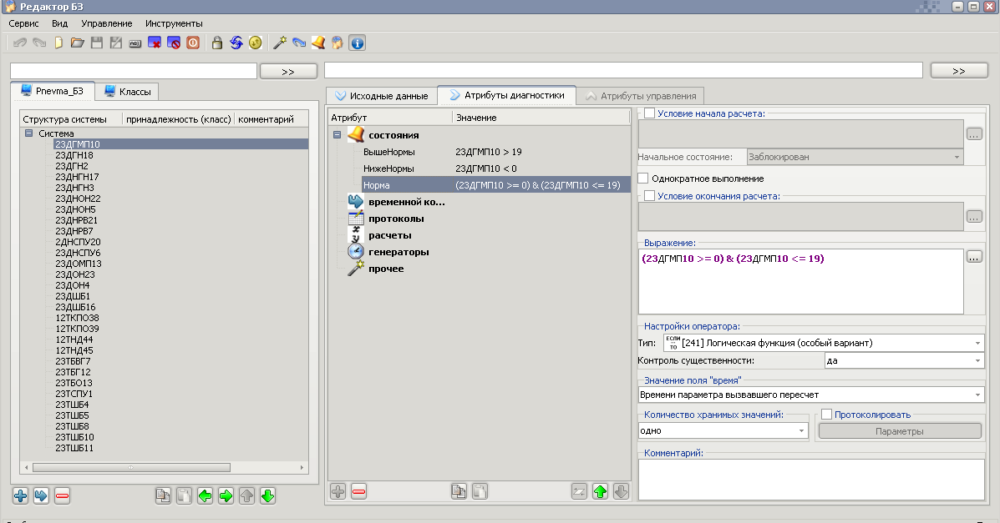 Редактор БЗ
Сервис Вид Управление Инструменты
>>
>>
Pnevma_БЗ Классы
Структура системы принадлежность (класс) комментарий
Система
23ДГМП10
23ДГН18
23ДГН2
23ДНГН17
23ДНГН3
23ДНОН22
23ДНОН5
23ДНРВ21
23ДНРВ7
2ДНСПУ20
23ДНСПУ6
23ДОМП13
23ДОН23
23ДОН4
23ДШБ1
23ДШБ16
12ТКПО38
12ТКПО39
12ТНД44
12ТНД45
23ТБВГ7
23ТБГ12
23ТБО13
23ТСПУ1
23ТШБ4
23ТШБ5
23ТШБ8
23ТШБ10
23ТШБ11
Исходные данные Атрибуты диагностики Атрибуты управления
Атрибут Значение
состояния
ВышеНормы 23ДГМП10 > 19
НижеНормы 23ДГМП10 < 0
Норма (23ДГМП10 >= 0) & (23ДГМП10 <= 19)
временной ко...
протоколы
расчеты
генераторы
прочее
Условие начала расчета:
...
Начальное состояние: Заблокирован
Однократное выполнение
Условие окончания расчета:
...
Выражение:
(23ДГМП10 >= 0) & (23ДГМП10 <= 19)
...
Настройки оператора:
Тип: ЕСЛИ ... ТО [241] Логическая функция (особый вариант)
Контроль существенности: да
Значение поля "время"
Времени параметра вызвавшего пересчет
Количество хранимых значений: Протоколировать
одно Параметры
Комментарий: